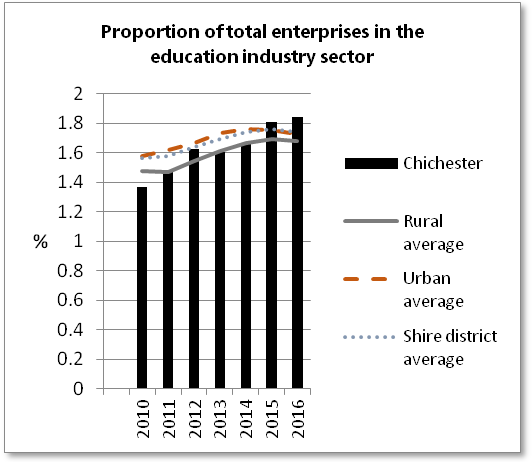 Proportion of total enterprises in the
education industry sector
2
1.8
1.6
1.4
1.2
1
0.8
0.6
0.4
0.2
0
%
2010
2011
2012
2013
2014
2015
2016
Chichester
Rural
average
Urban
average
Shire district
average